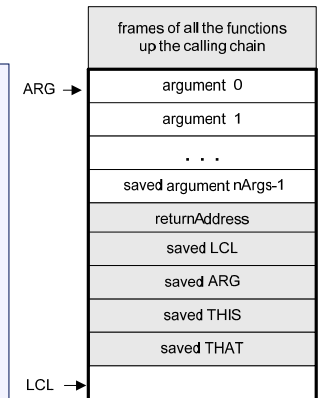 frames of all the functions
up the calling chain
ARG
argument 0
argument 1
. . .
saved argument nArgs-1
returnAddress
saved LCL
saved ARG
saved THIS
saved THAT
LCL